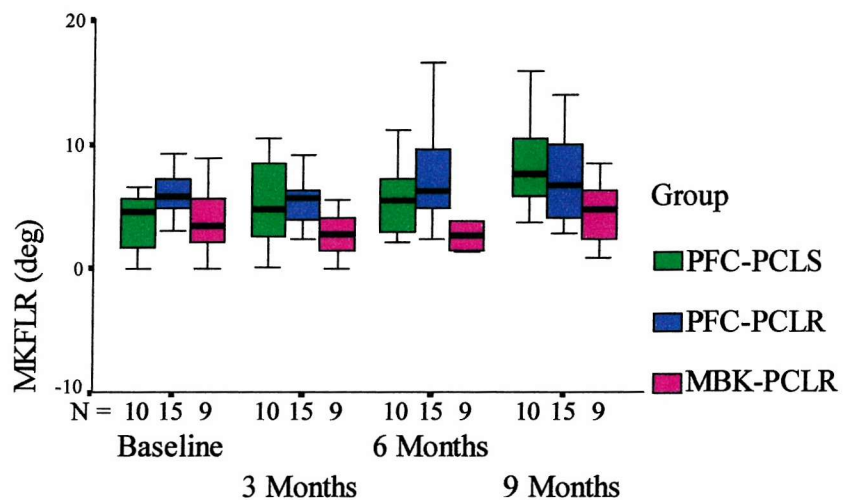 20
10
0
-10
MKFLR (deg)
N = 10 15 9 10 15 9 10 15 9 10 15 9
Baseline 6 Months
3 Months 9 Months
Group
PFC-PCLS
PFC-PCLR
MBK-PCLR